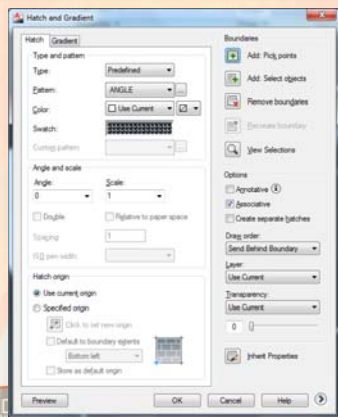 Hatch and Gradient
Hatch Gradient
Type and pattern
Type: Predefined
Pattern: ANGLE ...
Color: Use Current
Swatch:
Custom pattern: ...
Angle and scale
Angle: Scale:
0 1
Double Relative to paper space
Spacing: 1
ISO pen width:
Hatch origin
Use current origin
Specified origin
Click to set new origin
Default to boundary extents
Bottom left
Store as default origin
Preview
Boundaries
Add: Pick points
Add: Select objects
Remove boundaries
Recreate boundary
View Selections
Options
Annotative
Associative
Create separate hatches
Draw order:
Send Behind Boundary
Layer:
Use Current
Transparency:
Use Current
0
Inherit Properties
OK Cancel Help